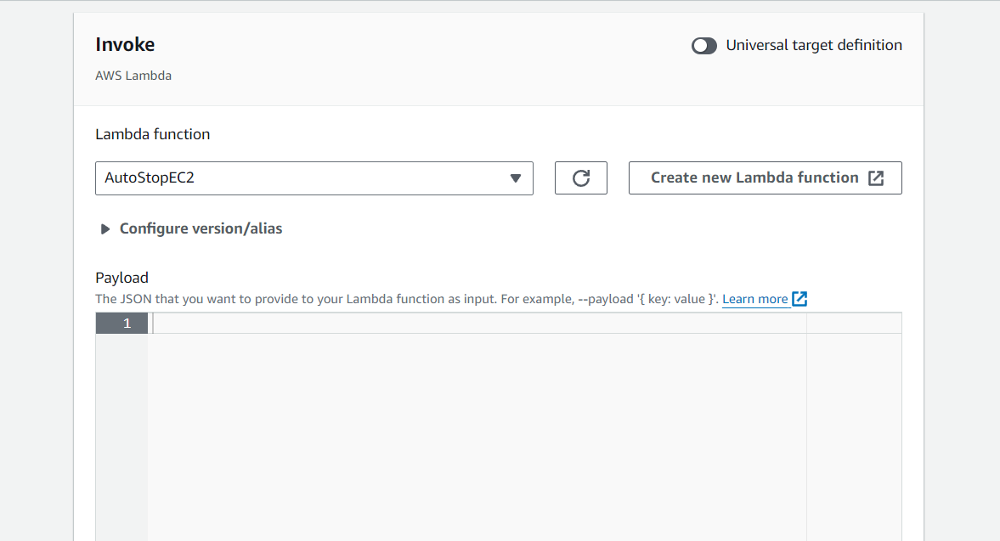 Invoke
Universal target definition
AWS Lambda
Lambda function
AutoStopEC2
Create new Lambda function
Configure version/alias
Payload
The JSON that you want to provide to your Lambda function as input. For example, --payload '{ key: value }'. Learn more
1